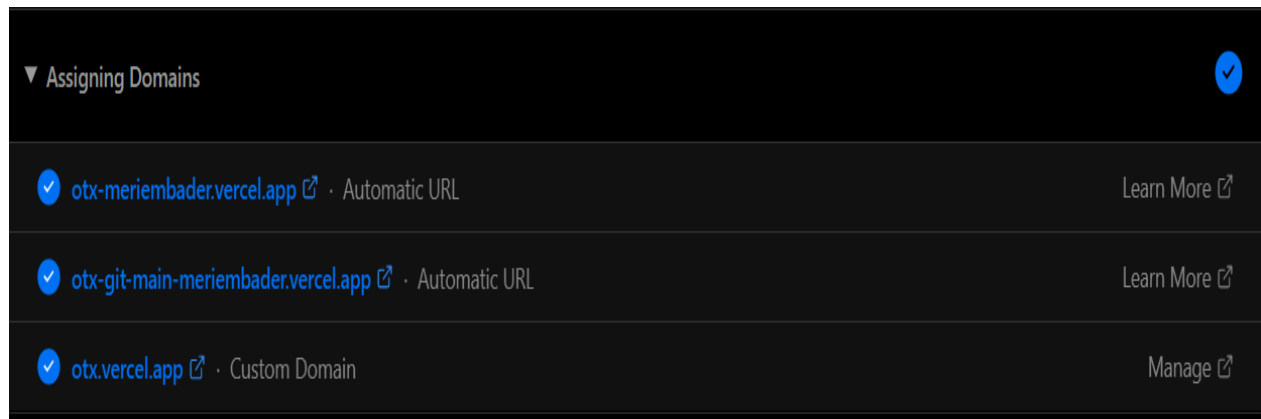 Assigning Domains
otx-meriembader.vercel.app · Automatic URL Learn More
otx-git-main-meriembader.vercel.app · Automatic URL Learn More
otx.vercel.app · Custom Domain Manage